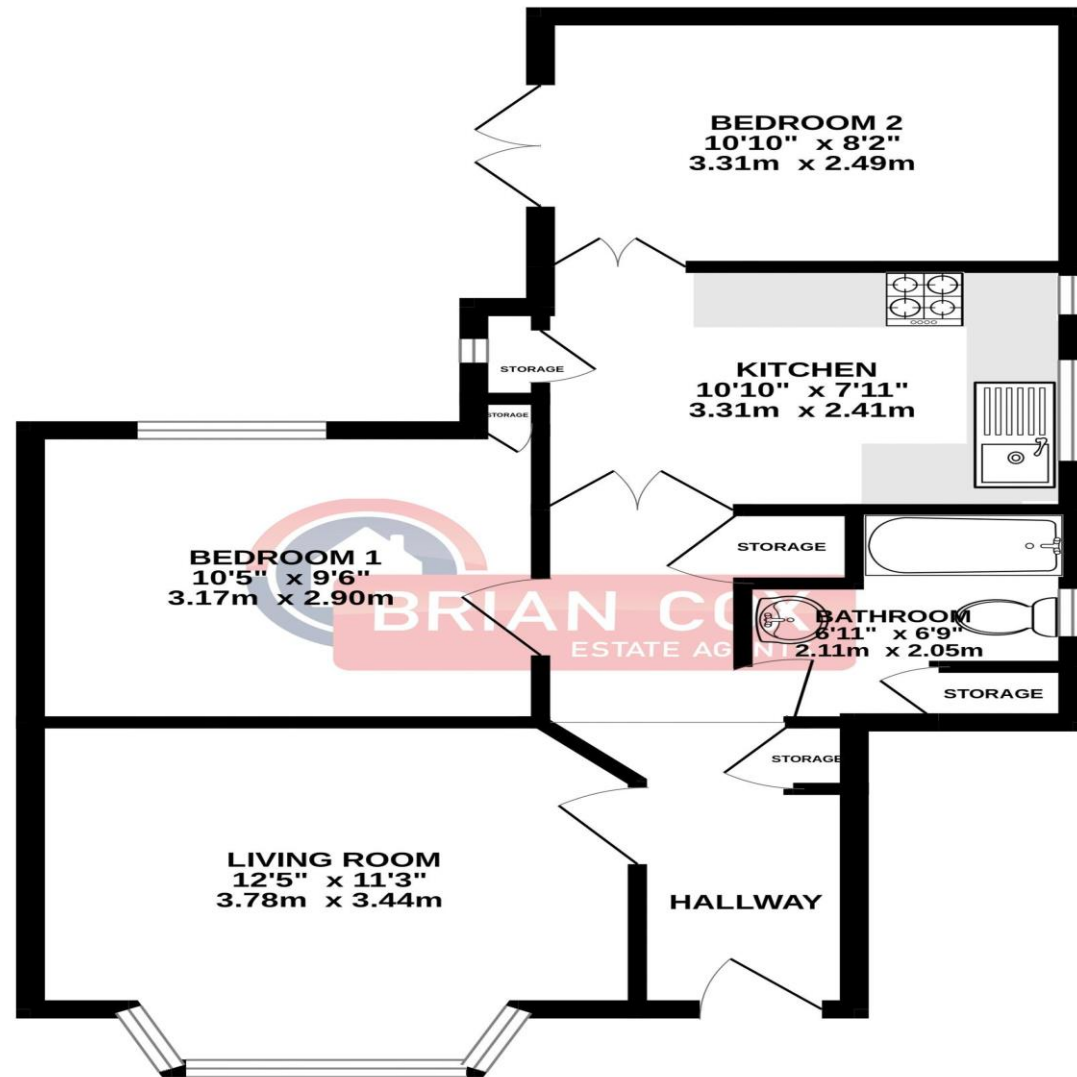 BEDROOM 2
10'10" x 8'2"
3.31m x 2.49m
STORAGE
KITCHEN
10'10" x 7'11"
3.31m x 2.41m
STORAGE
BEDROOM 1
10'5" x 9'6"
3.17m x 2.90m
STORAGE
BRIAN COX
ESTATE AGENT
BATHROOM
6'11" x 6'9"
2.11m x 2.05m
STORAGE
STORAGE
LIVING ROOM
12'5" x 11'3"
3.78m x 3.44m
HALLWAY